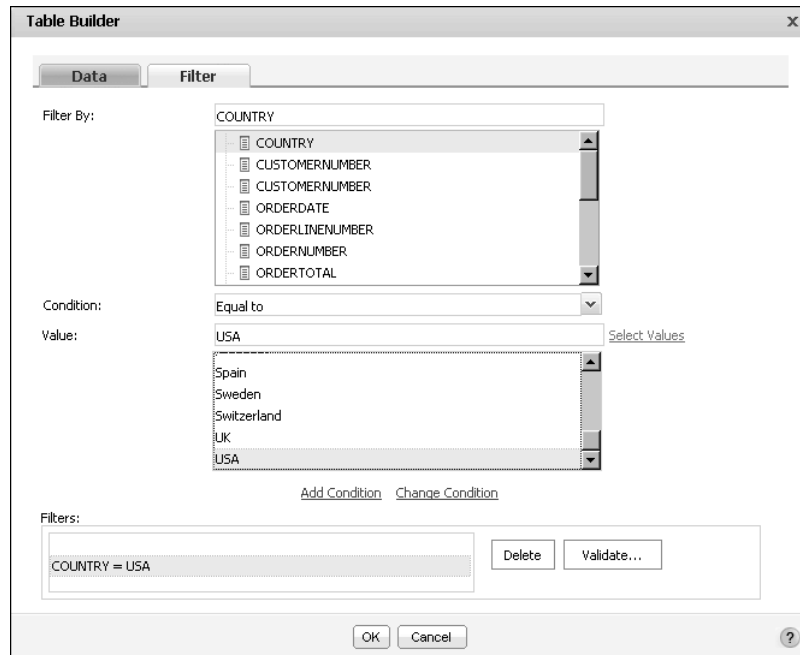 Table Builder x
Data Filter
Filter By: COUNTRY
COUNTRY
CUSTOMERNUMBER
CUSTOMERNUMBER
ORDERDATE
ORDERLINENUMBER
ORDERNUMBER
ORDERTOTAL
Condition: Equal to
Value: USA Select Values
Spain
Sweden
Switzerland
UK
USA
Add Condition Change Condition
Filters:
COUNTRY = USA Delete Validate...
OK Cancel ?